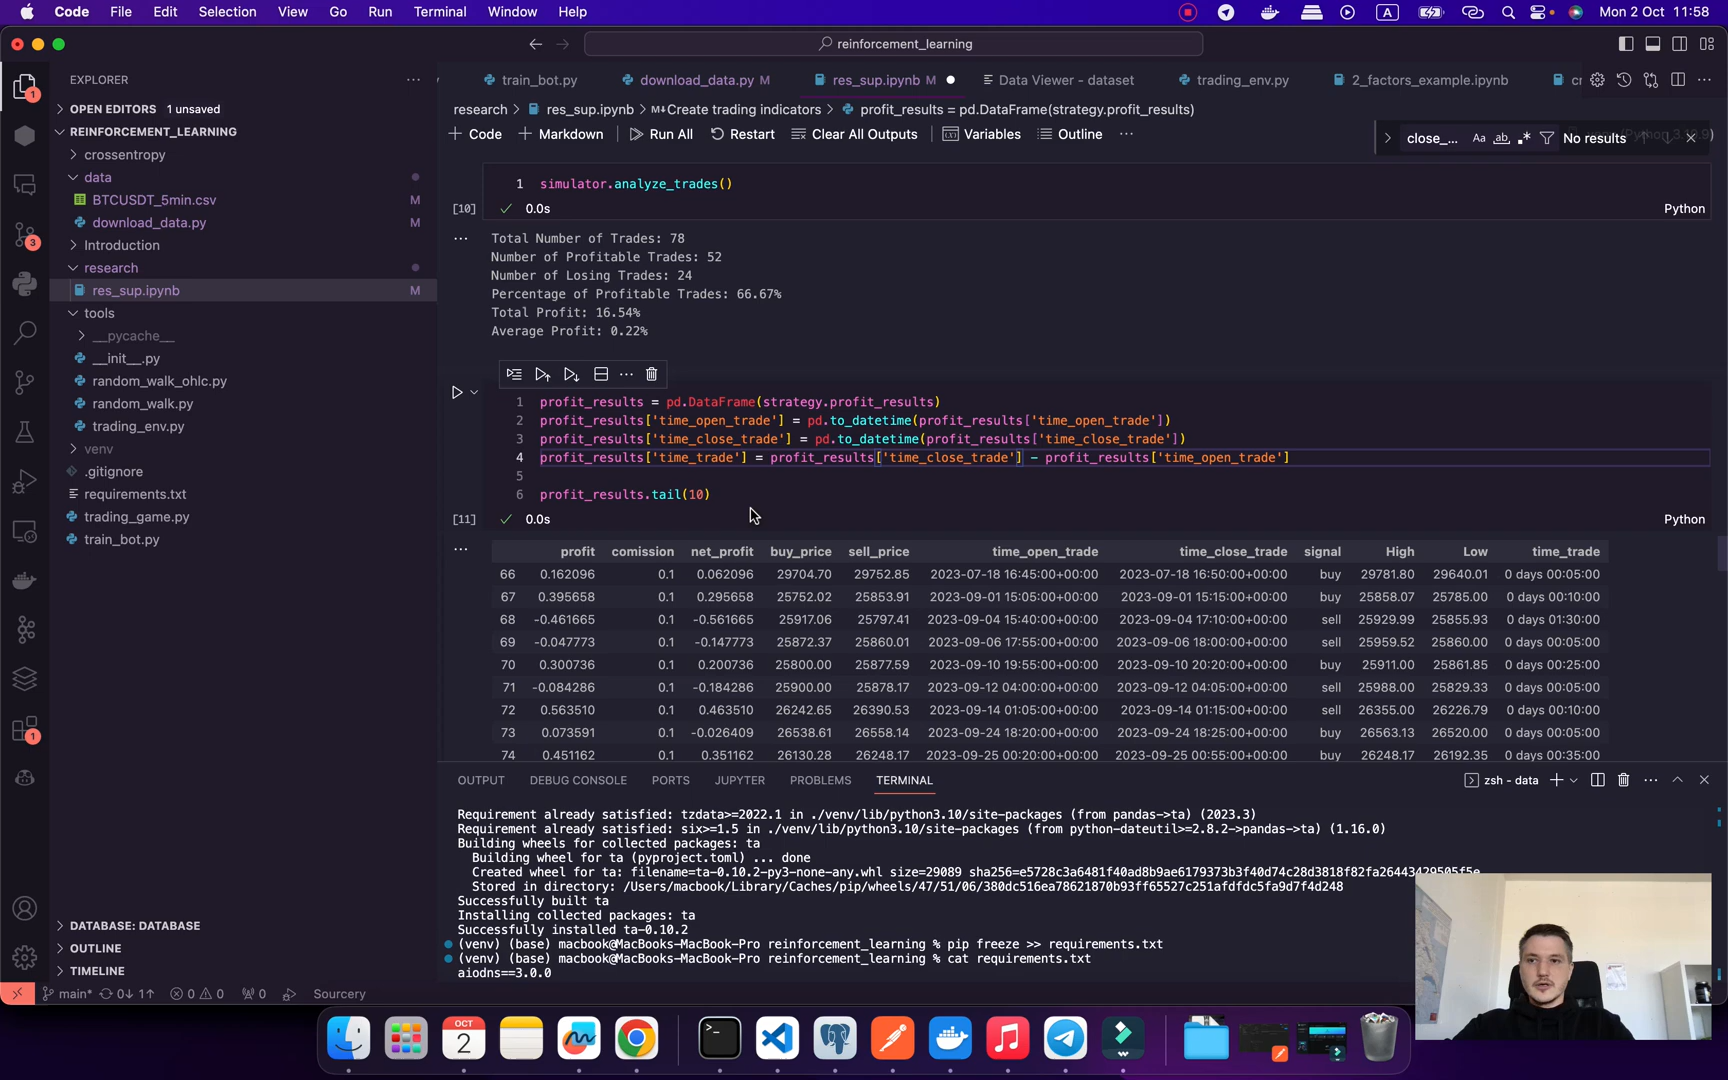 Code File Edit Selection View Go Run Terminal Window Help
A
Mon 2 Oct 11:58
reinforcement_learning
EXPLORER
train_bot.py
download_data.py M
res_sup.ipynb M
Data Viewer - dataset
trading_env.py
2_factors_example.ipynb
OPEN EDITORS 1 unsaved
research > res_sup.ipynb > M↓Create trading indicators > profit_results = pd.DataFrame(strategy.profit_results)
REINFORCEMENT_LEARNING
+ Code + Markdown Run All Restart Clear All Outputs Variables Outline
close_... Aa ab No results
crossentropy
data
BTCUSDT_5min.csv M
download_data.py M
Introduction
research
res_sup.ipynb M
tools
__pycache__
__init__.py
random_walk_ohlc.py
random_walk.py
trading_env.py
venv
.gitignore
requirements.txt
trading_game.py
train_bot.py
1 simulator.analyze_trades()
[10] 0.0s Python
Total Number of Trades: 78
Number of Profitable Trades: 52
Number of Losing Trades: 24
Percentage of Profitable Trades: 66.67%
Total Profit: 16.54%
Average Profit: 0.22%
1 profit_results = pd.DataFrame(strategy.profit_results)
2 profit_results['time_open_trade'] = pd.to_datetime(profit_results['time_open_trade'])
3 profit_results['time_close_trade'] = pd.to_datetime(profit_results['time_close_trade'])
4 profit_results['time_trade'] = profit_results['time_close_trade'] - profit_results['time_open_trade']
5
6 profit_results.tail(10)
[11] 0.0s Python
profit comission net_profit buy_price sell_price time_open_trade time_close_trade signal High Low time_trade
66 0.162096 0.1 0.062096 29704.70 29752.85 2023-07-18 16:45:00+00:00 2023-07-18 16:50:00+00:00 buy 29781.80 29640.01 0 days 00:05:00
67 0.395658 0.1 0.295658 25752.02 25853.91 2023-09-01 15:05:00+00:00 2023-09-01 15:15:00+00:00 buy 25858.07 25785.00 0 days 00:10:00
68 -0.461665 0.1 -0.561665 25917.06 25797.41 2023-09-04 15:40:00+00:00 2023-09-04 17:10:00+00:00 sell 25929.99 25855.93 0 days 01:30:00
69 -0.047773 0.1 -0.147773 25872.37 25860.01 2023-09-06 17:55:00+00:00 2023-09-06 18:00:00+00:00 sell 25959.52 25860.00 0 days 00:05:00
70 0.300736 0.1 0.200736 25800.00 25877.59 2023-09-10 19:55:00+00:00 2023-09-10 20:20:00+00:00 buy 25911.00 25861.85 0 days 00:25:00
71 -0.084286 0.1 -0.184286 25900.00 25878.17 2023-09-12 04:00:00+00:00 2023-09-12 04:05:00+00:00 sell 25988.00 25829.33 0 days 00:05:00
72 0.563510 0.1 0.463510 26242.65 26390.53 2023-09-14 01:05:00+00:00 2023-09-14 01:15:00+00:00 sell 26355.00 26226.79 0 days 00:10:00
73 0.073591 0.1 -0.026409 26538.61 26558.14 2023-09-24 18:20:00+00:00 2023-09-24 18:25:00+00:00 buy 26563.13 26520.00 0 days 00:05:00
74 0.451162 0.1 0.351162 26130.28 26248.17 2023-09-25 00:20:00+00:00 2023-09-25 00:55:00+00:00 buy 26248.17 26192.35 0 days 00:35:00
OUTPUT DEBUG CONSOLE PORTS JUPYTER PROBLEMS TERMINAL
zsh - data
Requirement already satisfied: tzdata>=2022.1 in ./venv/lib/python3.10/site-packages (from pandas->ta) (2023.3)
Requirement already satisfied: six>=1.5 in ./venv/lib/python3.10/site-packages (from python-dateutil>=2.8.2->pandas->ta) (1.16.0)
Building wheels for collected packages: ta
Building wheel for ta (pyproject.toml) ... done
Created wheel for ta: filename=ta-0.10.2-py3-none-any.whl size=29089 sha256=e5728c3a6481f40ad8b9ae6179373b3f40d74c28d3818f82fa26443429505f5e
Stored in directory: /Users/macbook/Library/Caches/pip/wheels/47/51/06/380dc516ea78621870b93ff65527c251afdfdc5fa9d7f4d248
Successfully built ta
Installing collected packages: ta
Successfully installed ta-0.10.2
(venv) (base) macbook@MacBooks-MacBook-Pro reinforcement_learning % pip freeze >> requirements.txt
(venv) (base) macbook@MacBooks-MacBook-Pro reinforcement_learning % cat requirements.txt
aiodns==3.0.0
DATABASE: DATABASE
OUTLINE
TIMELINE
main* 0↓ 1↑ 0 0 0 Sourcery
OCT
2